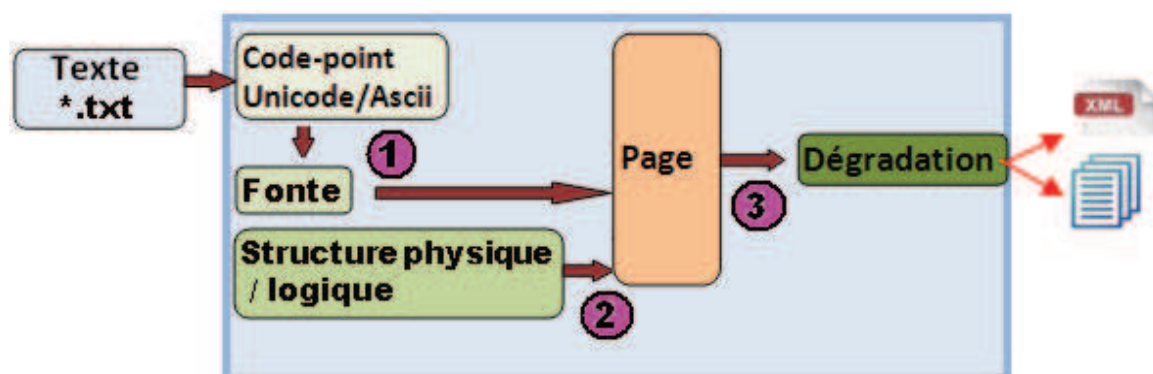 Texte
*.txt
Code-point
Unicode/Ascii
1
Fonte
Structure physique
/ logique
2
Page
3
Dégradation
XML